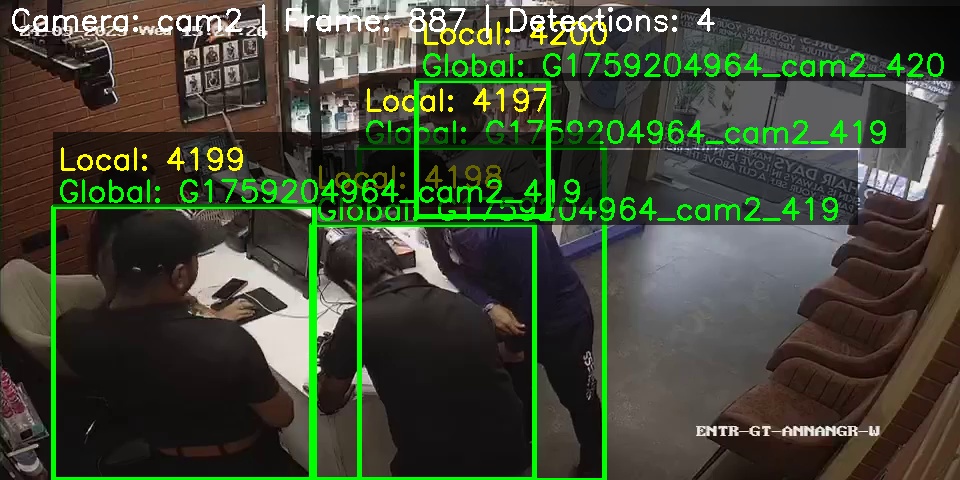 Camera: cam2 | Frame: 887 | Detections: 4
Local: 4200
Global: G1759204964_cam2_420
Local: 4197
Global: G1759204964_cam2_419
Local: 4199
Global: G1759204964_cam2_419
Local: 4198
Global: G1759204964_cam2_419
ENTR-GT-ANNANGR-W